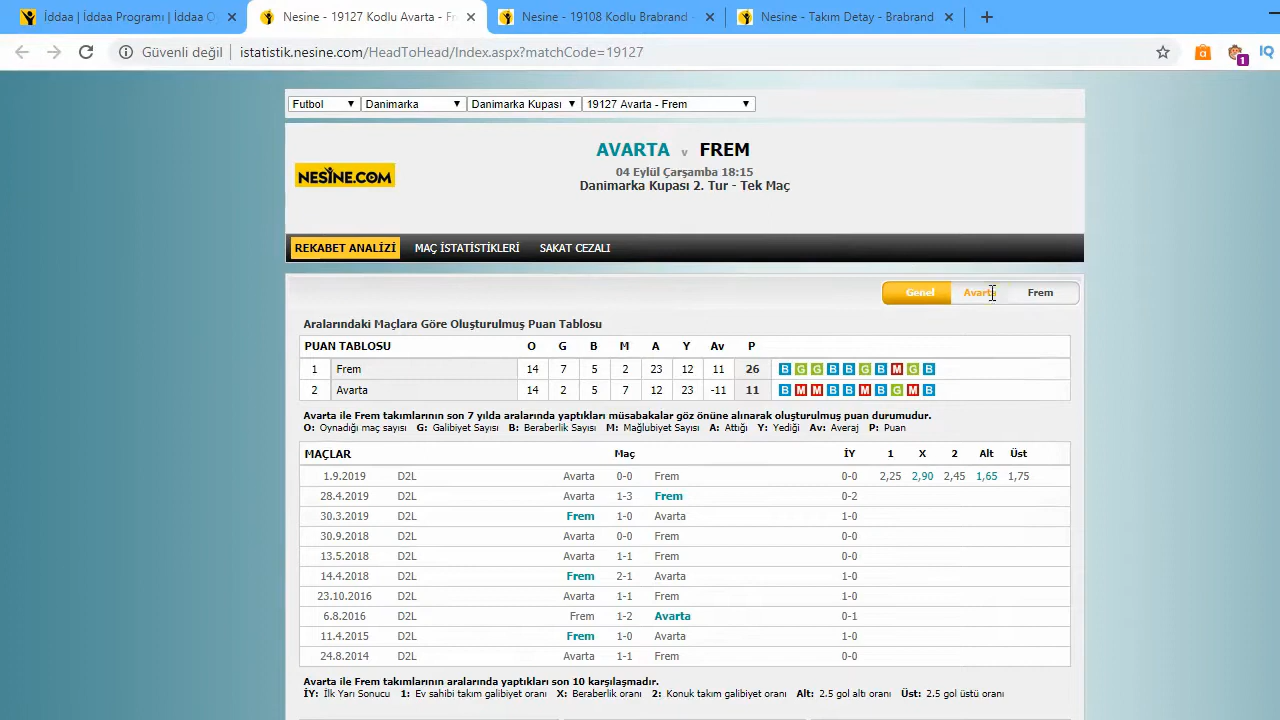 İddaa | İddaa Programı | İddaa O
Nesine - 19127 Kodlu Avarta - Fr
Nesine - 19108 Kodlu Brabrand
Nesine - Takım Detay - Brabrand
Güvenli değil
istatistik.nesine.com/HeadToHead/Index.aspx?matchCode=19127
1
IQ
Futbol
Danimarka
Danimarka Kupası
19127 Avarta - Frem
NESİNE.COM
AVARTA v FREM
04 Eylül Çarşamba 18:15
Danimarka Kupası 2. Tur - Tek Maç
REKABET ANALİZİ MAÇ İSTATİSTİKLERİ SAKAT CEZALI
Genel Avarta Frem
Aralarındaki Maçlara Göre Oluşturulmuş Puan Tablosu
PUAN TABLOSU O G B M A Y Av P
1 Frem 14 7 5 2 23 12 11 26 B G G B B G B M G B
2 Avarta 14 2 5 7 12 23 -11 11 B M M B B M B G M B
Avarta ile Frem takımlarının son 7 yılda aralarında yaptıkları müsabakalar göz önüne alınarak oluşturulmuş puan durumudur.
O: Oynadığı maç sayısı G: Galibiyet Sayısı B: Beraberlik Sayısı M: Mağlubiyet Sayısı A: Attığı Y: Yediği Av: Averaj P: Puan
MAÇLAR Maç İY 1 X 2 Alt Üst
1.9.2019 D2L Avarta 0-0 Frem 0-0 2,25 2,90 2,45 1,65 1,75
28.4.2019 D2L Avarta 1-3 Frem 0-2
30.3.2019 D2L Frem 1-0 Avarta 1-0
30.9.2018 D2L Avarta 0-0 Frem 0-0
13.5.2018 D2L Avarta 1-1 Frem 0-0
14.4.2018 D2L Frem 2-1 Avarta 1-0
23.10.2016 D2L Avarta 1-1 Frem 1-0
6.8.2016 D2L Frem 1-2 Avarta 0-1
11.4.2015 D2L Frem 1-0 Avarta 1-0
24.8.2014 D2L Avarta 1-1 Frem 0-0
Avarta ile Frem takımlarının aralarında yaptıkları son 10 karşılaşmadır.
İY: İlk Yarı Sonucu 1: Ev sahibi takım galibiyet oranı X: Beraberlik oranı 2: Konuk takım galibiyet oranı Alt: 2.5 gol altı oranı Üst: 2.5 gol üstü oranı